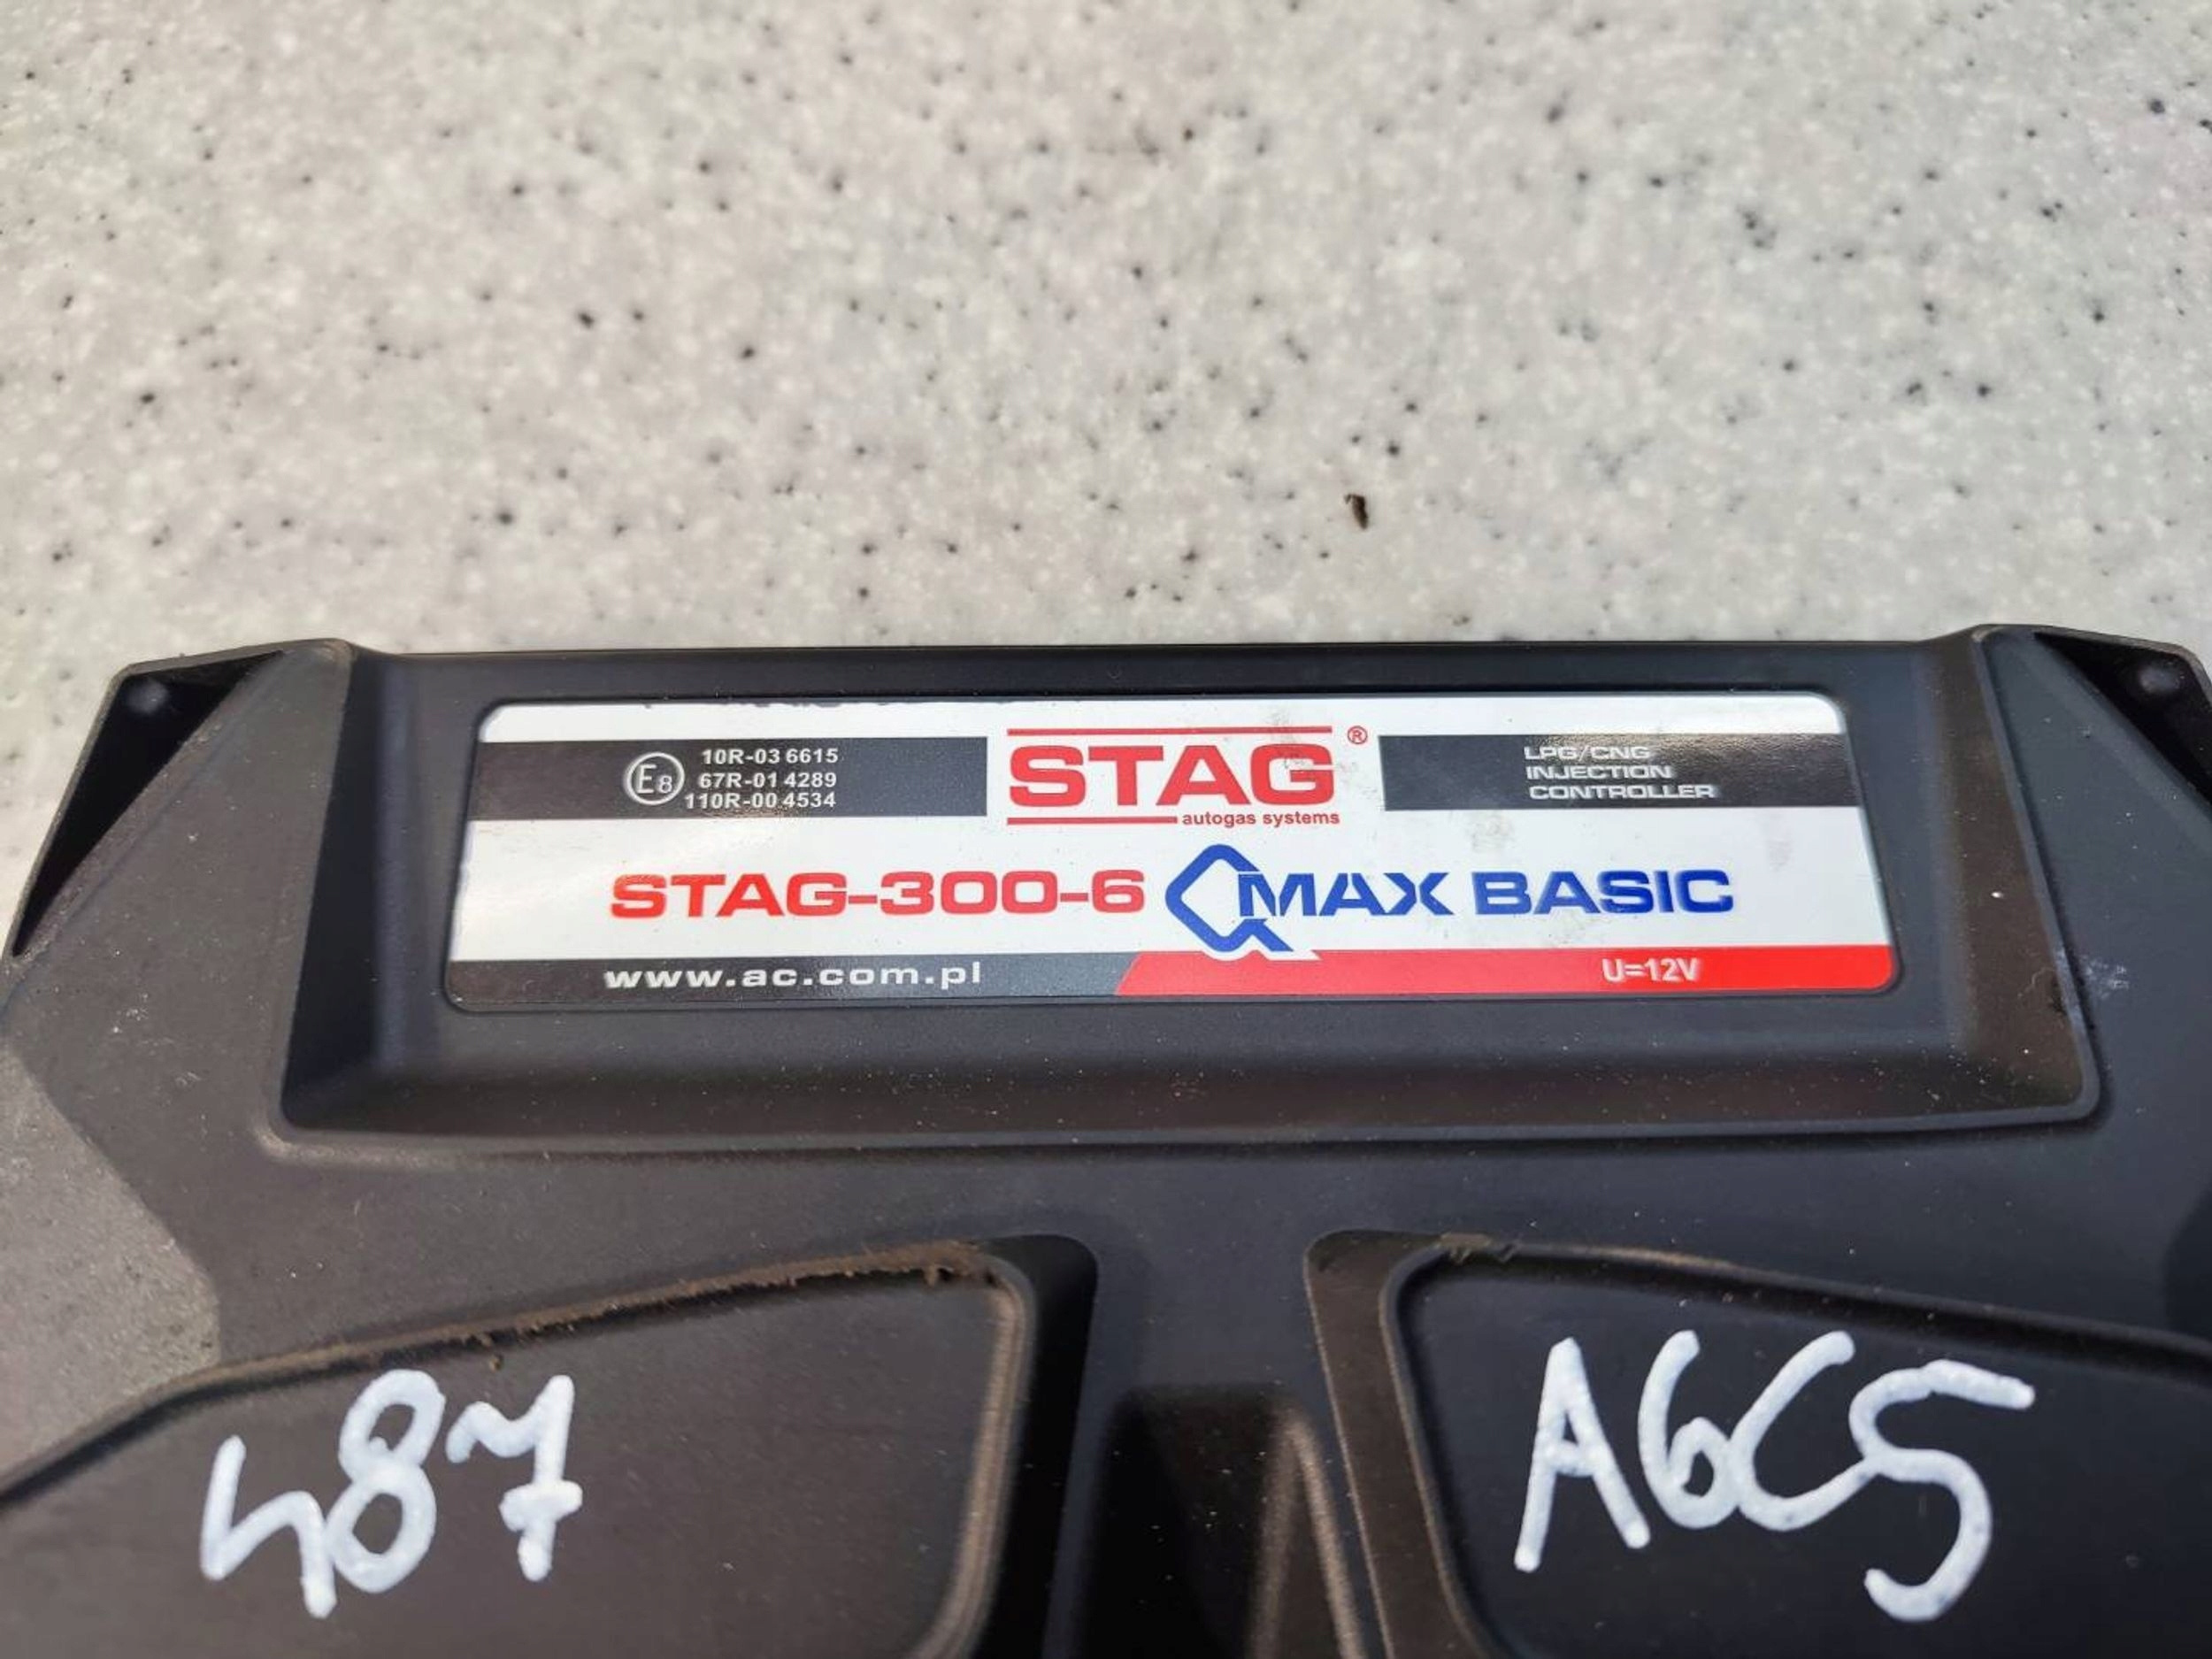 E8
10R-03 6615
67R-01 4289
110R-00 4534
STAG®
autogas systems
LPG/CNG
INJECTION
CONTROLLER
STAG-300-6 QMAX BASIC
www.ac.com.pl
U=12V
487
A6C5